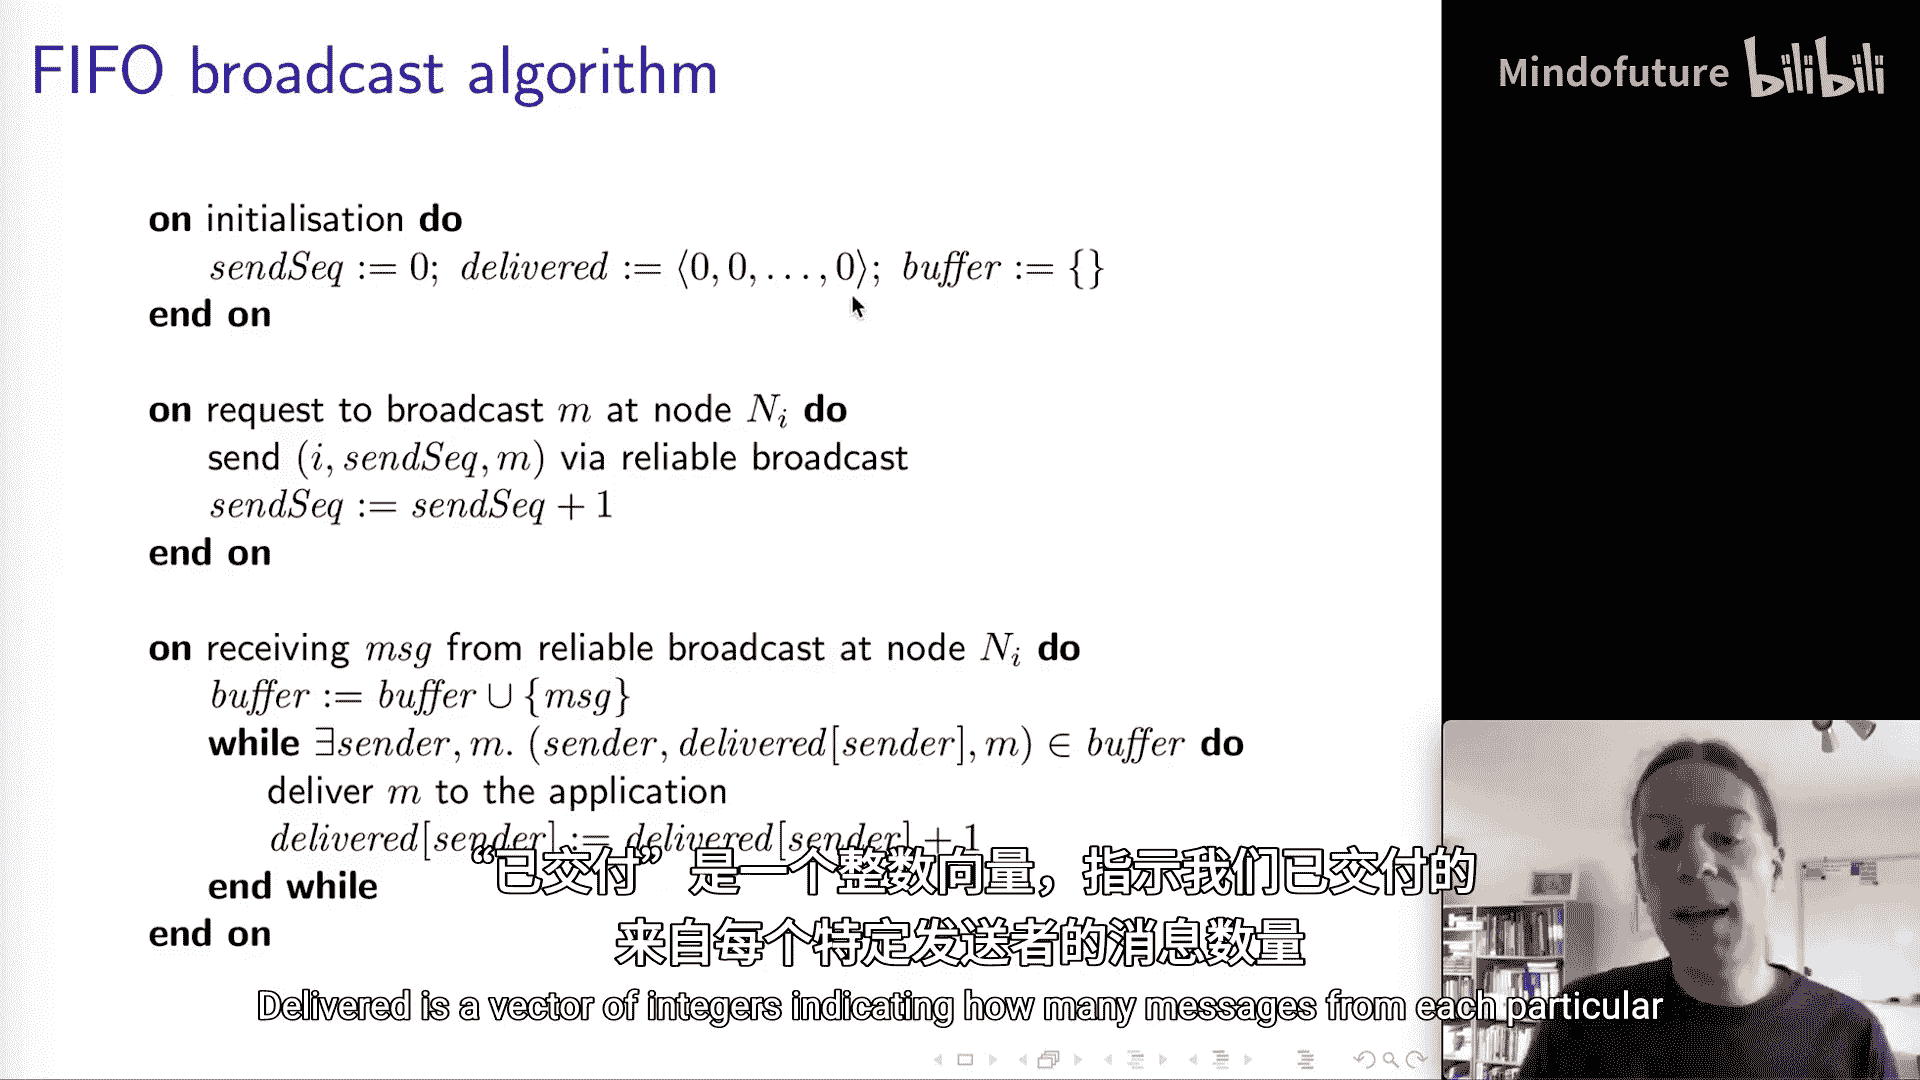 FIFO broadcast algorithm
Mindofuture bilibili
on initialisation do
sendSeq := 0; delivered := ⟨0, 0, . . . , 0⟩; buffer := {}
end on
on request to broadcast m at node Nᵢ do
send (i, sendSeq, m) via reliable broadcast
sendSeq := sendSeq + 1
end on
on receiving msg from reliable broadcast at node Nᵢ do
buffer := buffer ∪ {msg}
while ∃sender, m. (sender, delivered[sender], m) ∈ buffer do
deliver m to the application
delivered[sender] := delivered[sender] + 1
end while
end on
“已交付” 是一个整数向量，指示我们已交付的
来自每个特定发送者的消息数量
Delivered is a vector of integers indicating how many messages from each particular